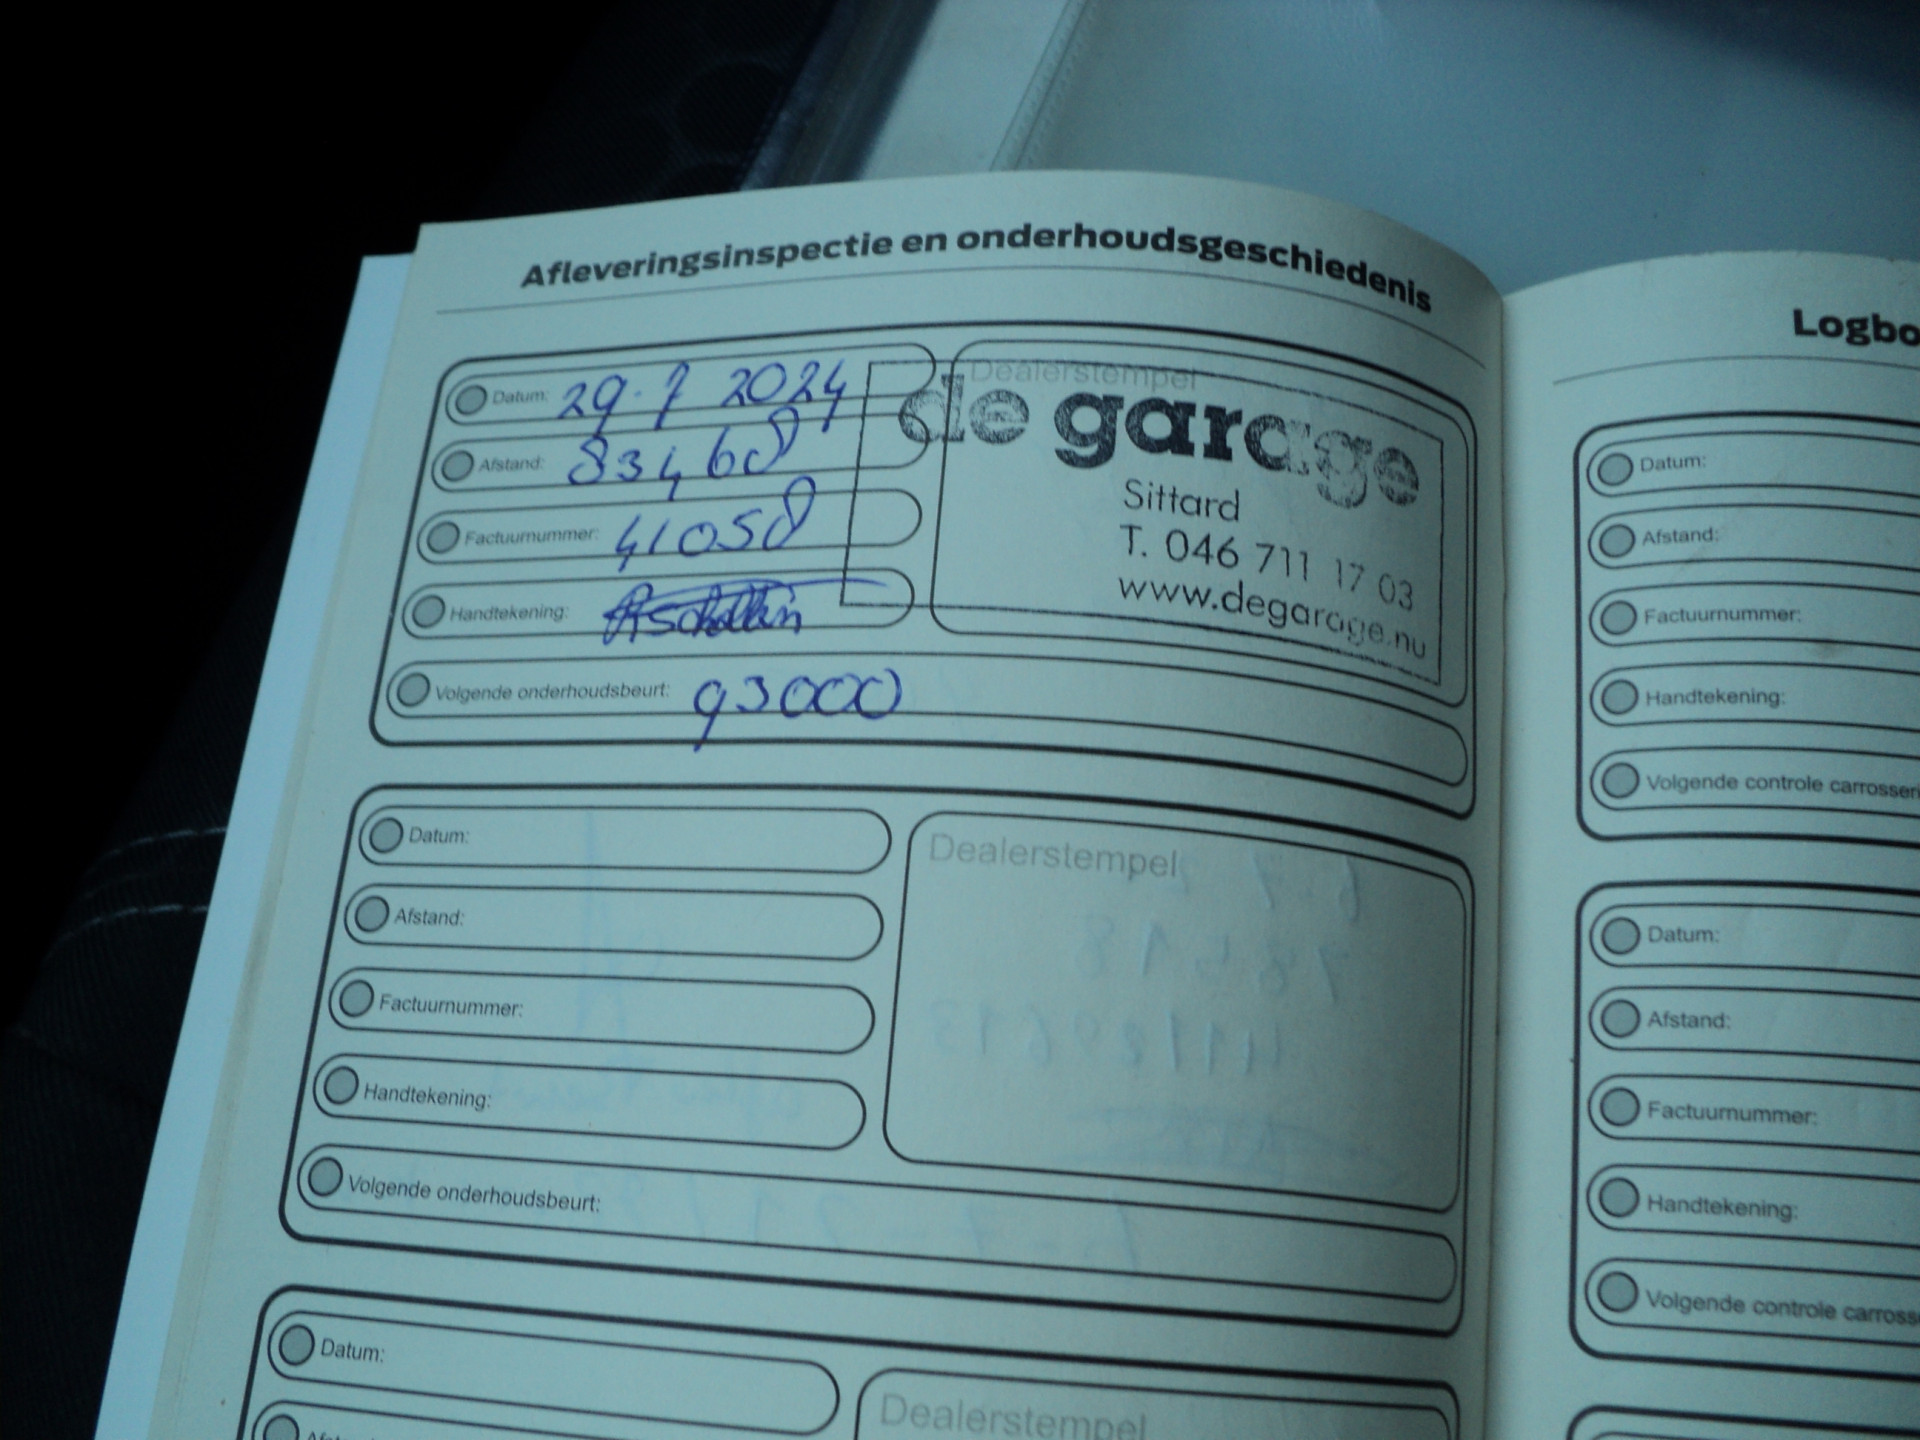 Afleveringsinspectie en onderhoudsgeschiedenis
Datum: 29·7 2024
Afstand: 83468
Factuurnummer: 41058
Handtekening:
Volgende onderhoudsbeurt: 93000
Dealerstempel
de garage
Sittard
T. 046 711 17 03
www.degarage.nu
Datum:
Afstand:
Factuurnummer:
Handtekening:
Volgende onderhoudsbeurt:
Dealerstempel
Datum:
Dealerstempel
Logbo
Datum:
Afstand:
Factuurnummer:
Handtekening:
Volgende controle carrosser
Datum:
Afstand:
Factuurnummer:
Handtekening:
Volgende controle carross